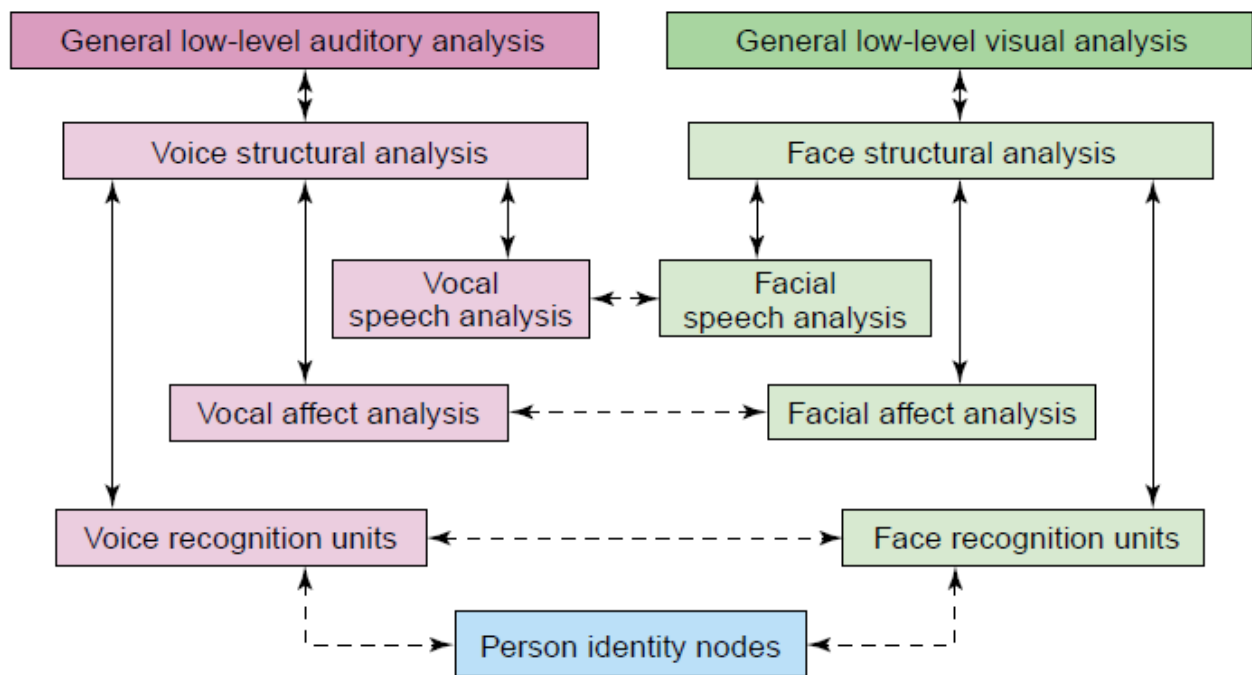 General low-level auditory analysis
General low-level visual analysis
Voice structural analysis
Face structural analysis
Vocal
speech analysis
Facial
speech analysis
Vocal affect analysis
Facial affect analysis
Voice recognition units
Face recognition units
Person identity nodes